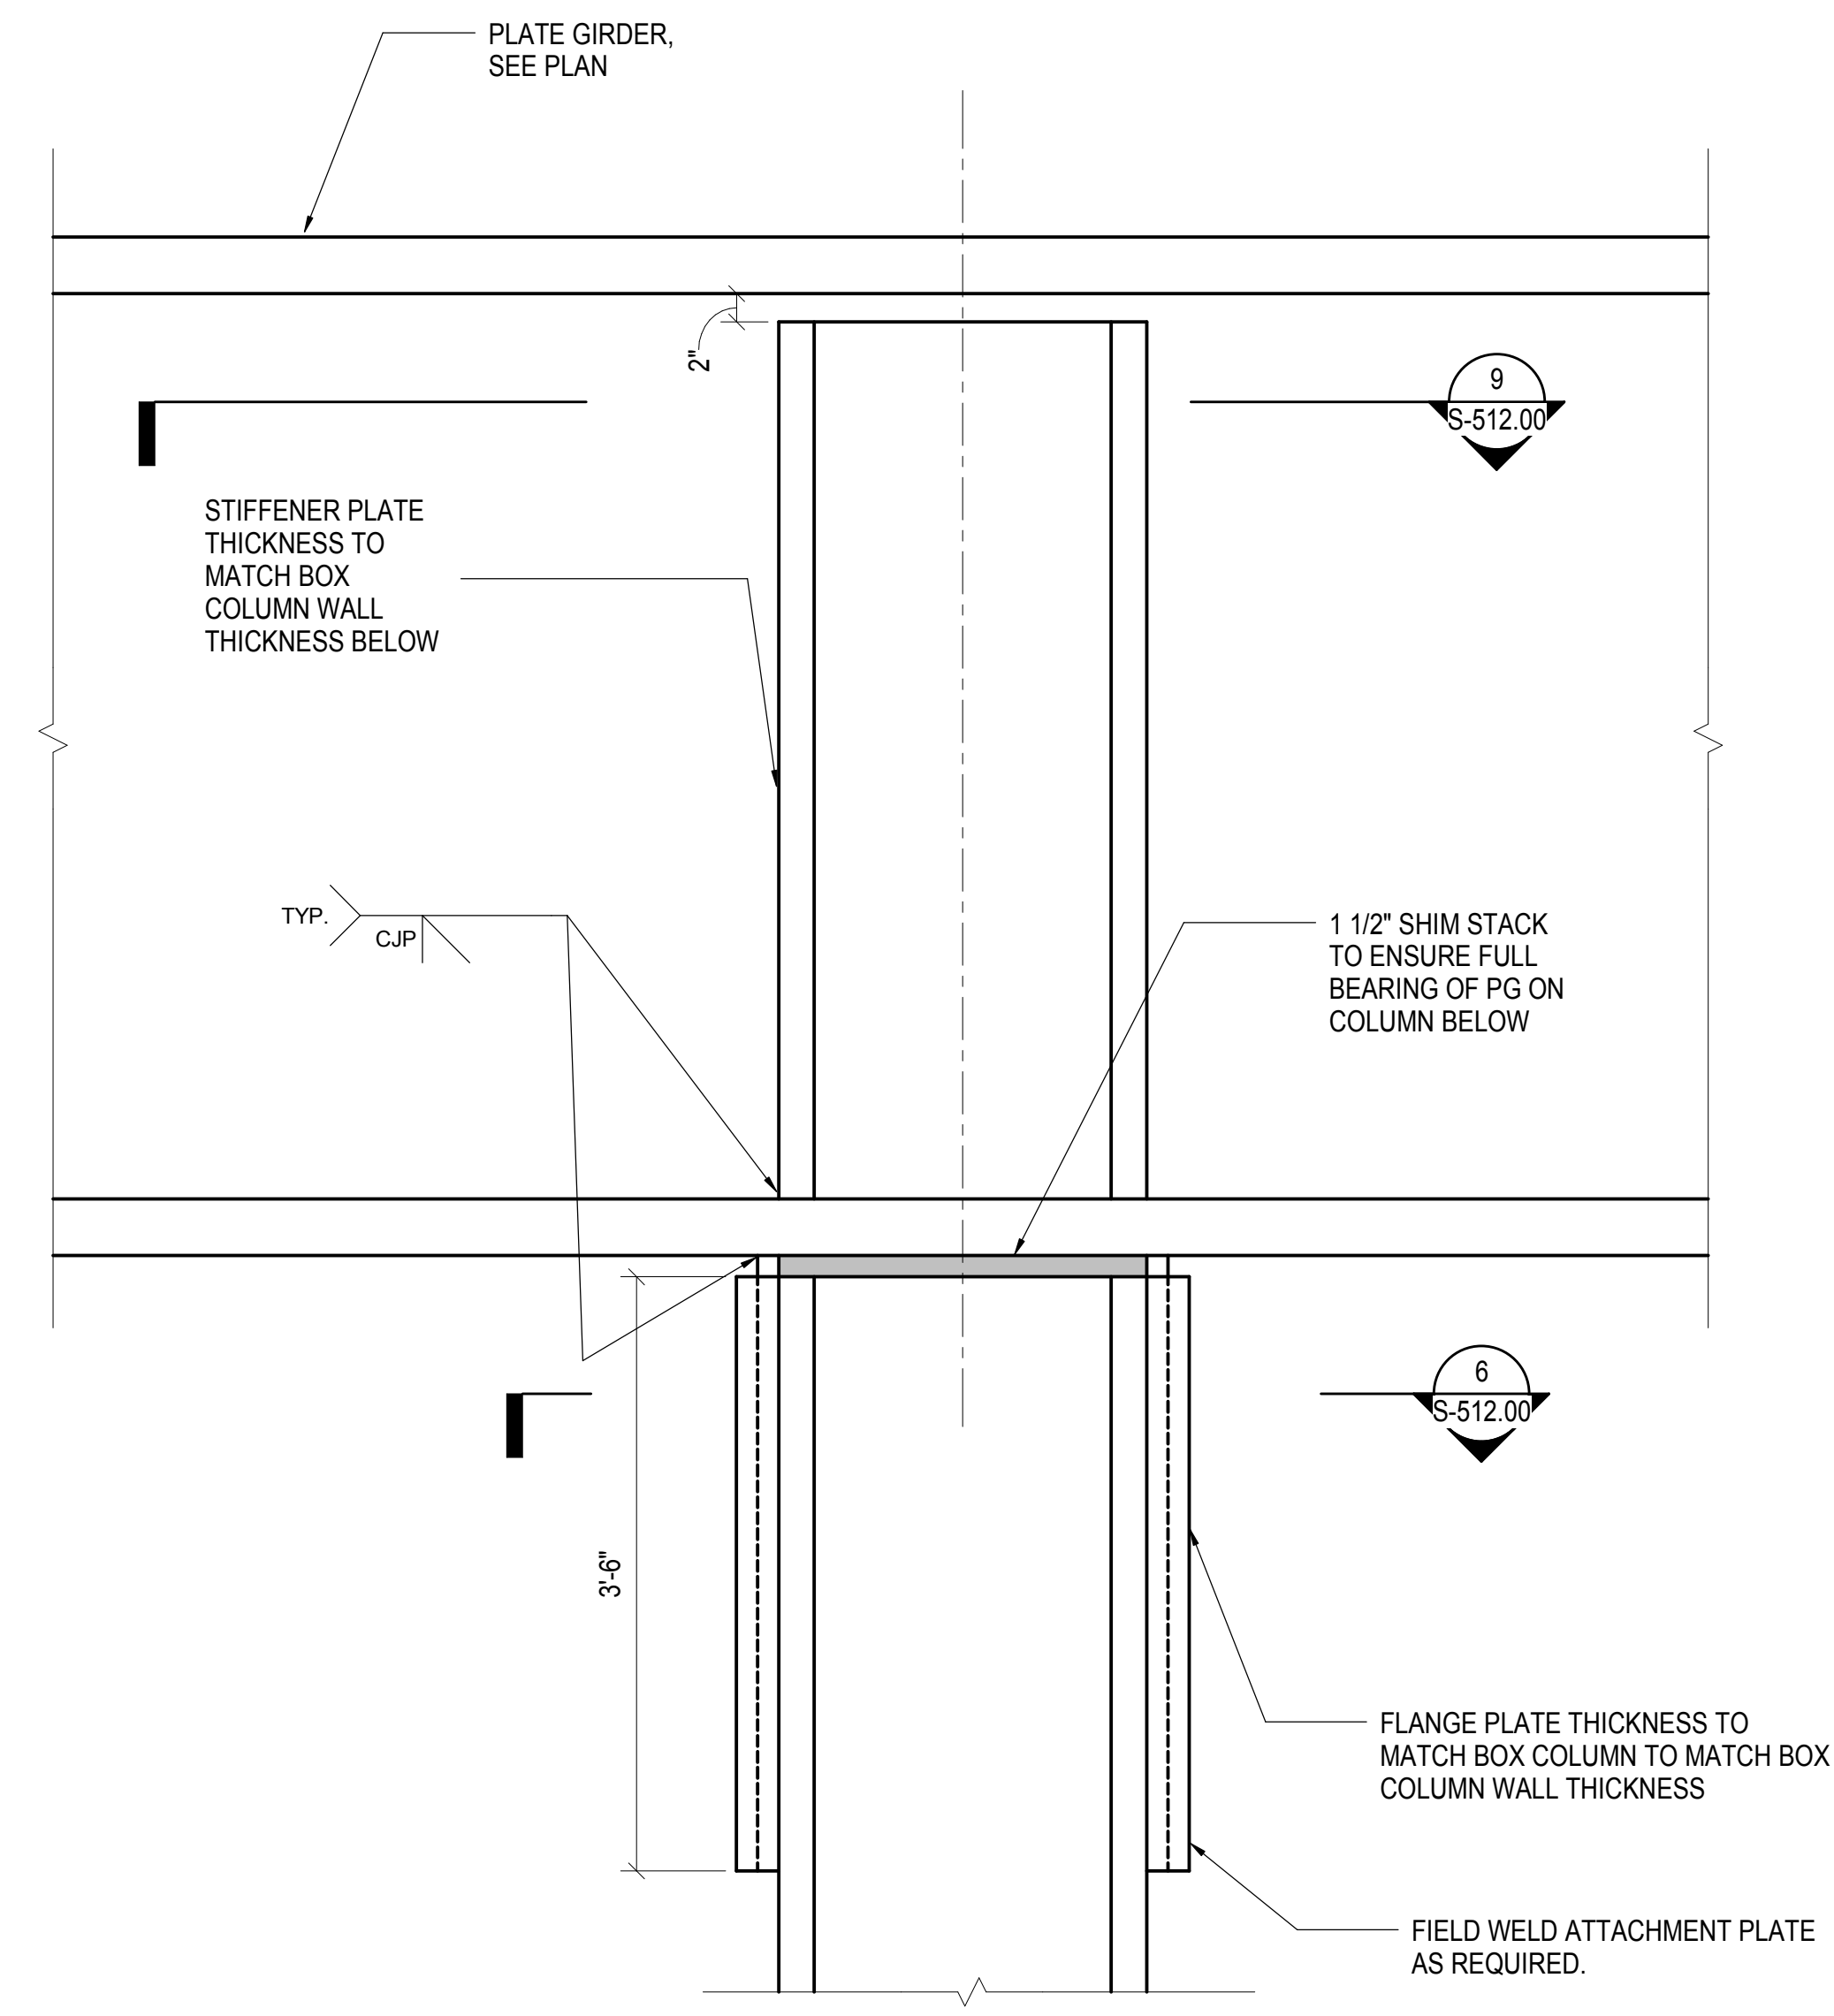 PLATE GIRDER,
SEE PLAN
2"
9
S-512.00
STIFFENER PLATE
THICKNESS TO
MATCH BOX
COLUMN WALL
THICKNESS BELOW
TYP.
CJP
1 1/2" SHIM STACK
TO ENSURE FULL
BEARING OF PG ON
COLUMN BELOW
6
S-512.00
3'-6"
FLANGE PLATE THICKNESS TO
MATCH BOX COLUMN TO MATCH BOX
COLUMN WALL THICKNESS
FIELD WELD ATTACHMENT PLATE
AS REQUIRED.